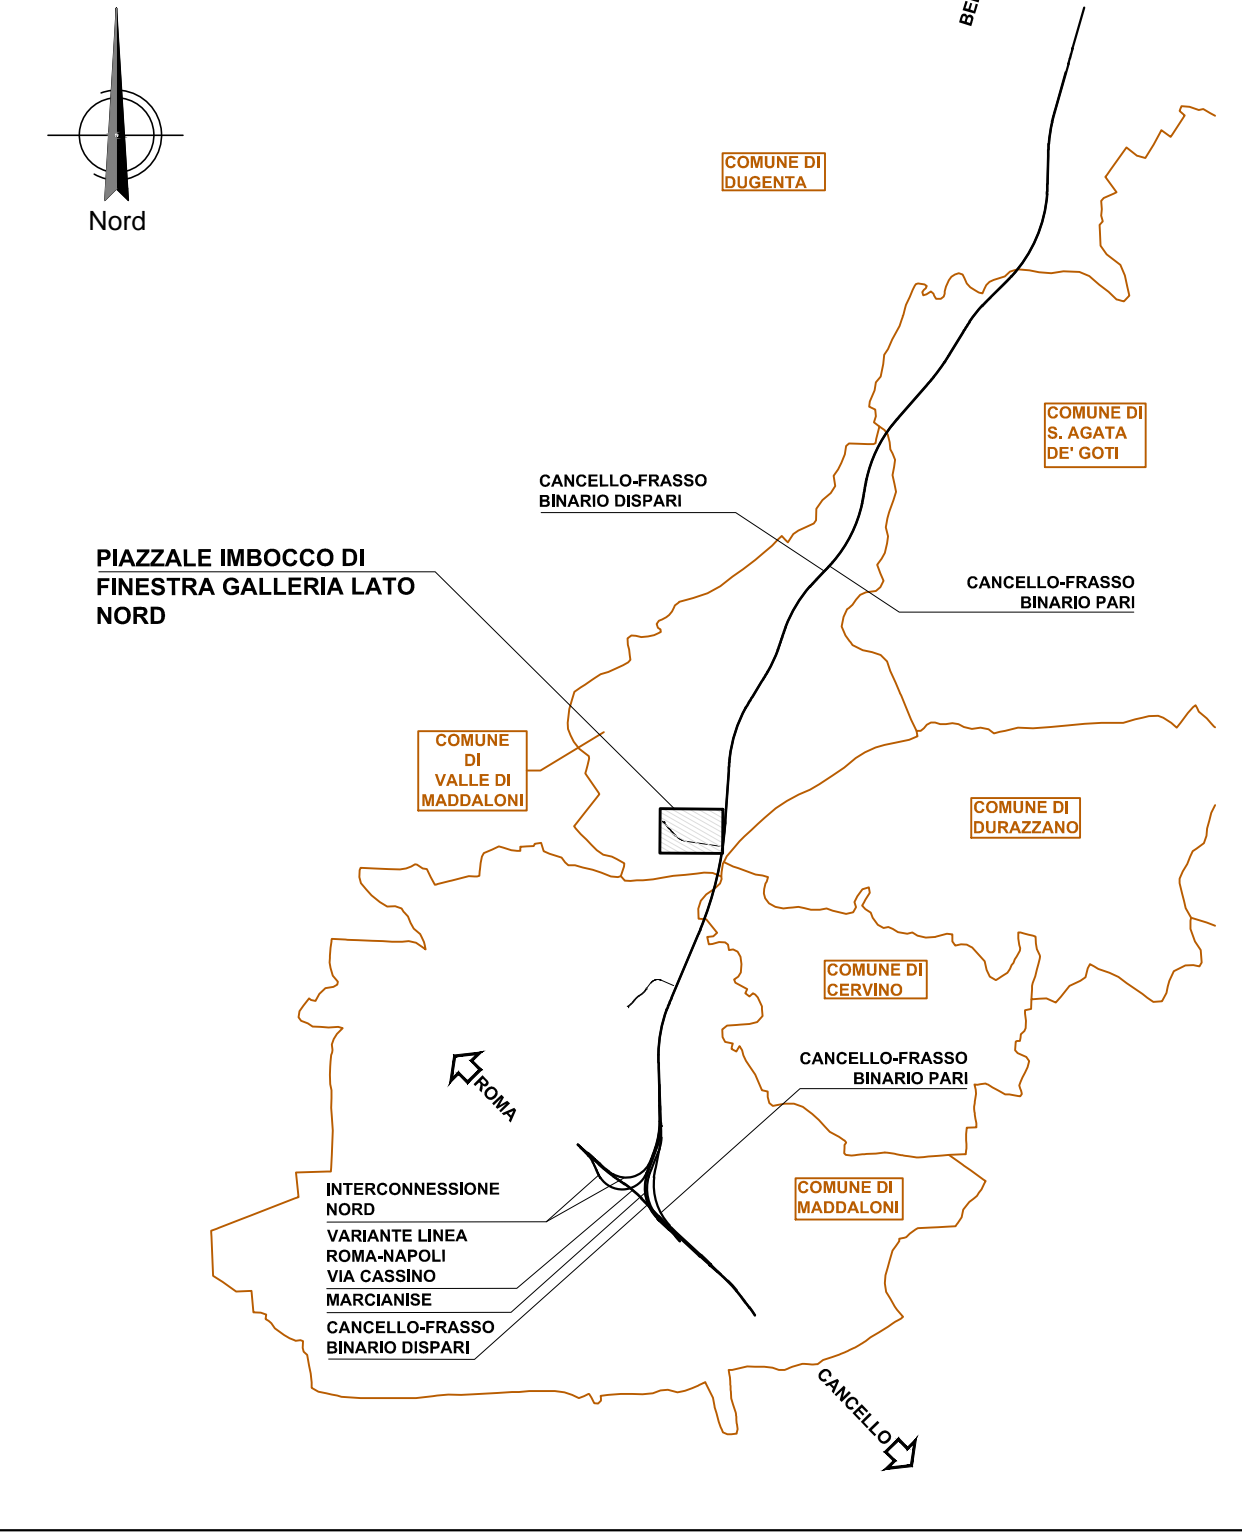 Nord
COMUNE DI
DUGENTA
COMUNE DI
S. AGATA
DE' GOTI
CANCELLO-FRASSO
BINARIO DISPARI
PIAZZALE IMBOCCO DI
FINESTRA GALLERIA LATO
NORD
CANCELLO-FRASSO
BINARIO PARI
COMUNE
DI
VALLE DI
MADDALONI
COMUNE DI
DURAZZANO
COMUNE DI
CERVINO
CANCELLO-FRASSO
BINARIO PARI
ROMA
INTERCONNESSIONE
NORD
COMUNE DI
MADDALONI
VARIANTE LINEA
ROMA-NAPOLI
VIA CASSINO
MARCIANISE
CANCELLO-FRASSO
BINARIO DISPARI
CANCELLO